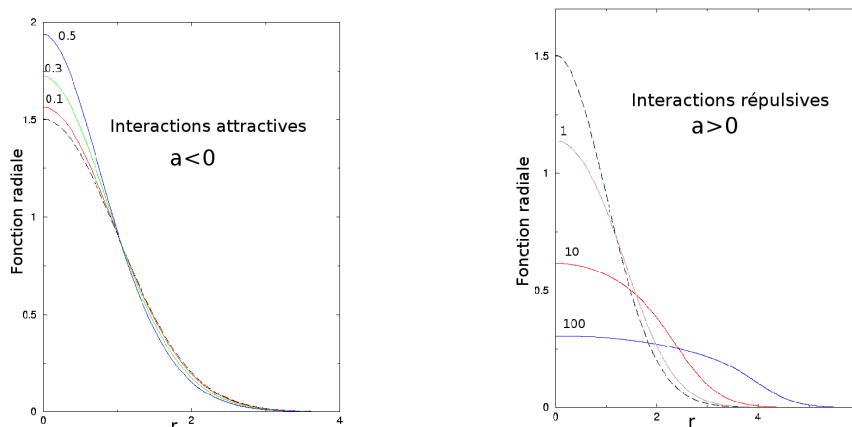 2
0.5
0.3
0.1
1.5
Interactions attractives
a<0
1
Fonction radiale
0.5
0
0
2
4
r
1.5
Interactions répulsives
a>0
1
1
Fonction radiale
10
0.5
100
0
0
2
4
r